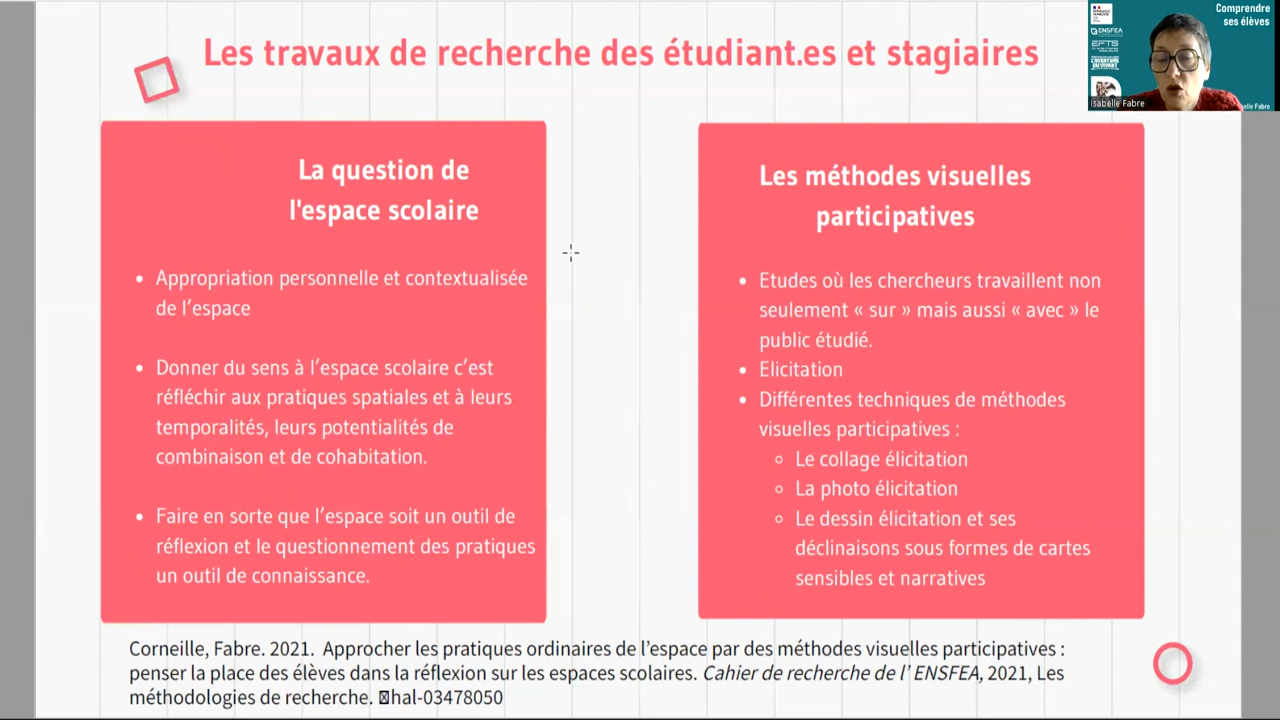 Les travaux de recherche des étudiant.es et stagiaires
Comprendre
ses élèves
ENSFEA
EFTS
L'AVENTURE
DU VIVANT
Isabelle Fabre
elle Fabre
La question de
l'espace scolaire
• Appropriation personnelle et contextualisée
de l’espace
• Donner du sens à l’espace scolaire c’est
réfléchir aux pratiques spatiales et à leurs
temporalités, leurs potentialités de
combinaison et de cohabitation.
• Faire en sorte que l’espace soit un outil de
réflexion et le questionnement des pratiques
un outil de connaissance.
Les méthodes visuelles
participatives
• Etudes où les chercheurs travaillent non
seulement « sur » mais aussi « avec » le
public étudié.
• Elicitation
• Différentes techniques de méthodes
visuelles participatives :
◦ Le collage élicitation
◦ La photo élicitation
◦ Le dessin élicitation et ses
déclinaisons sous formes de cartes
sensibles et narratives
Corneille, Fabre. 2021. Approcher les pratiques ordinaires de l’espace par des méthodes visuelles participatives :
penser la place des élèves dans la réflexion sur les espaces scolaires. Cahier de recherche de l’ ENSFEA, 2021, Les
méthodologies de recherche. hal-03478050